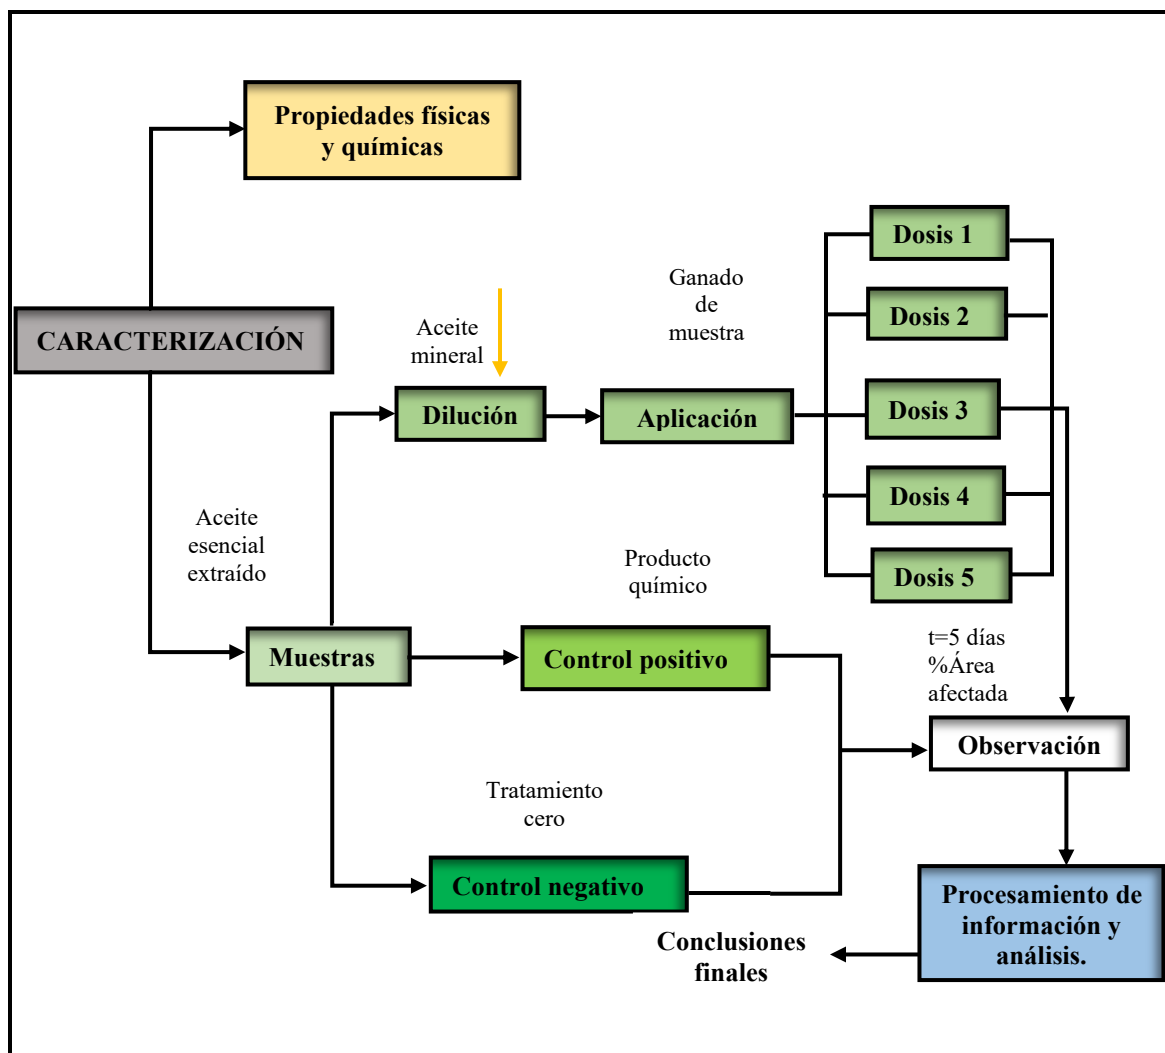 Propiedades físicas
y químicas
CARACTERIZACIÓN
Aceite
mineral
Ganado
de
muestra
Dosis 1
Dosis 2
Dilución
Aplicación
Dosis 3
Dosis 4
Dosis 5
Aceite
esencial
extraído
Producto
químico
Muestras
Control positivo
t=5 días
%Área
afectada
Observación
Tratamiento
cero
Control negativo
Procesamiento de
información y
análisis.
Conclusiones
finales